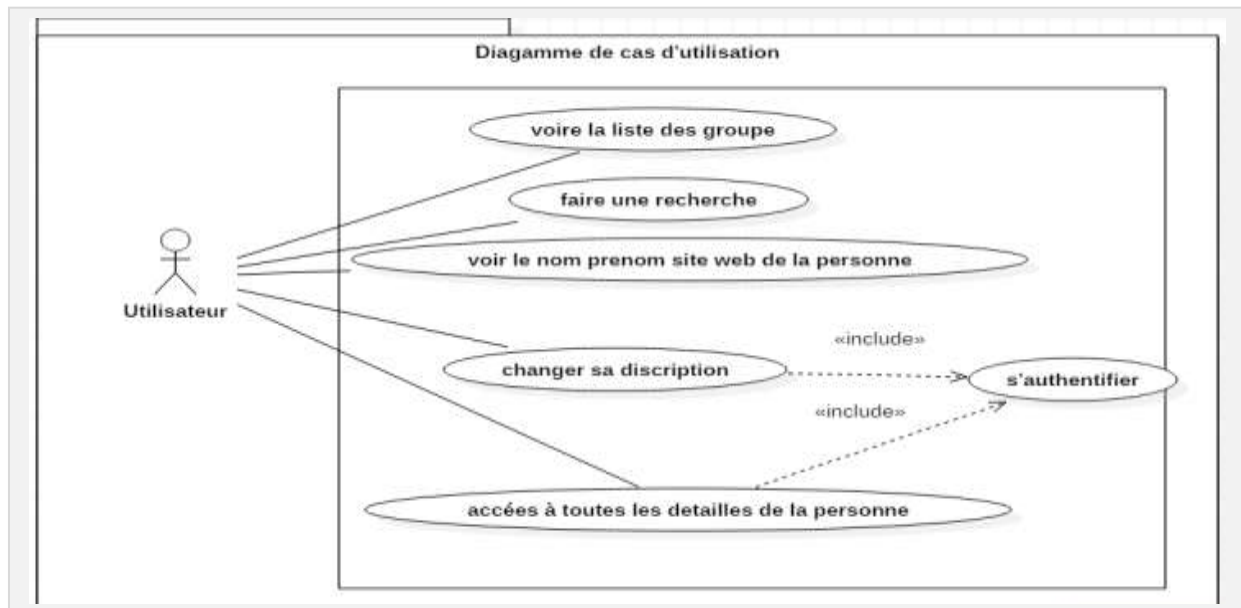 Diagamme de cas d'utilisation
voire la liste des groupe
faire une recherche
voir le nom prenom site web de la personne
Utilisateur
«include»
changer sa discription
s'authentifier
«include»
accées à toutes les detailles de la personne